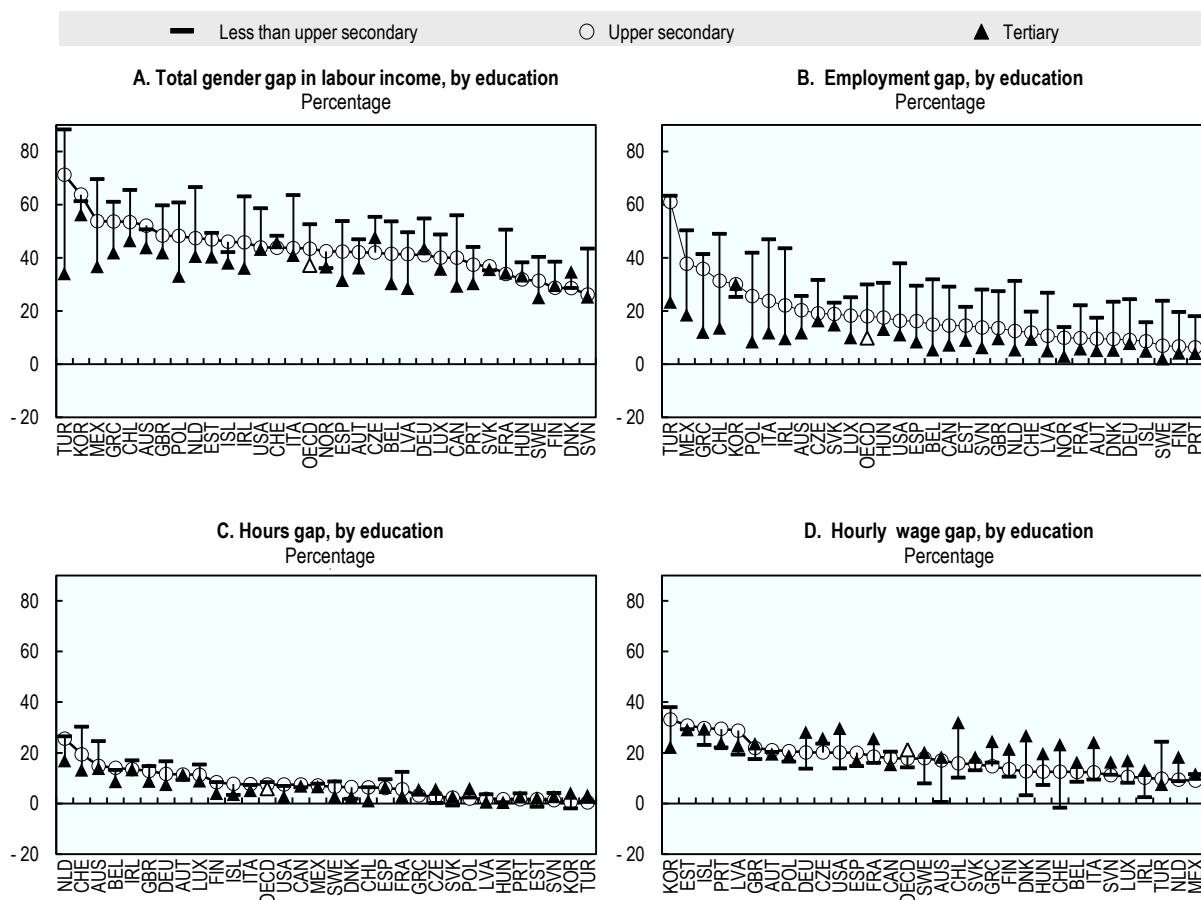 Less than upper secondary Upper secondary Tertiary
A. Total gender gap in labour income, by education
Percentage
80
60
40
20
0
- 20
TUR KOR MEX GRC CHL AUS GBR POL NLD EST ISL IRL USA CHE ITA OECD NOR ESP AUT CZE BEL LVA DEU LUX CAN PRT SVK FRA HUN SWE FIN DNK SVN
B. Employment gap, by education
Percentage
80
60
40
20
0
- 20
TUR MEX GRC CHL KOR POL ITA IRL AUS CZE SVK LUX OECD HUN USA ESP BEL CAN EST SVN GBR NLD CHE LVA NOR FRA AUT DNK DEU ISL SWE FIN PRT
C. Hours gap, by education
Percentage
80
60
40
20
0
- 20
NLD CHE AUS BEL IRL GBR DEU AUT LUX FIN ISL ITA OECD USA CAN MEX SWE DNK CHL ESP FRA GRC CZE SVK POL LVA HUN PRT EST SVN KOR TUR
D. Hourly wage gap, by education
Percentage
80
60
40
20
0
- 20
KOR EST ISL PRT LVA GBR AUT POL DEU CZE USA ESP FRA CAN OECD SWE AUS CHL SVK GRC FIN DNK HUN CHE BEL ITA SVN LUX IRL TUR NLD MEX